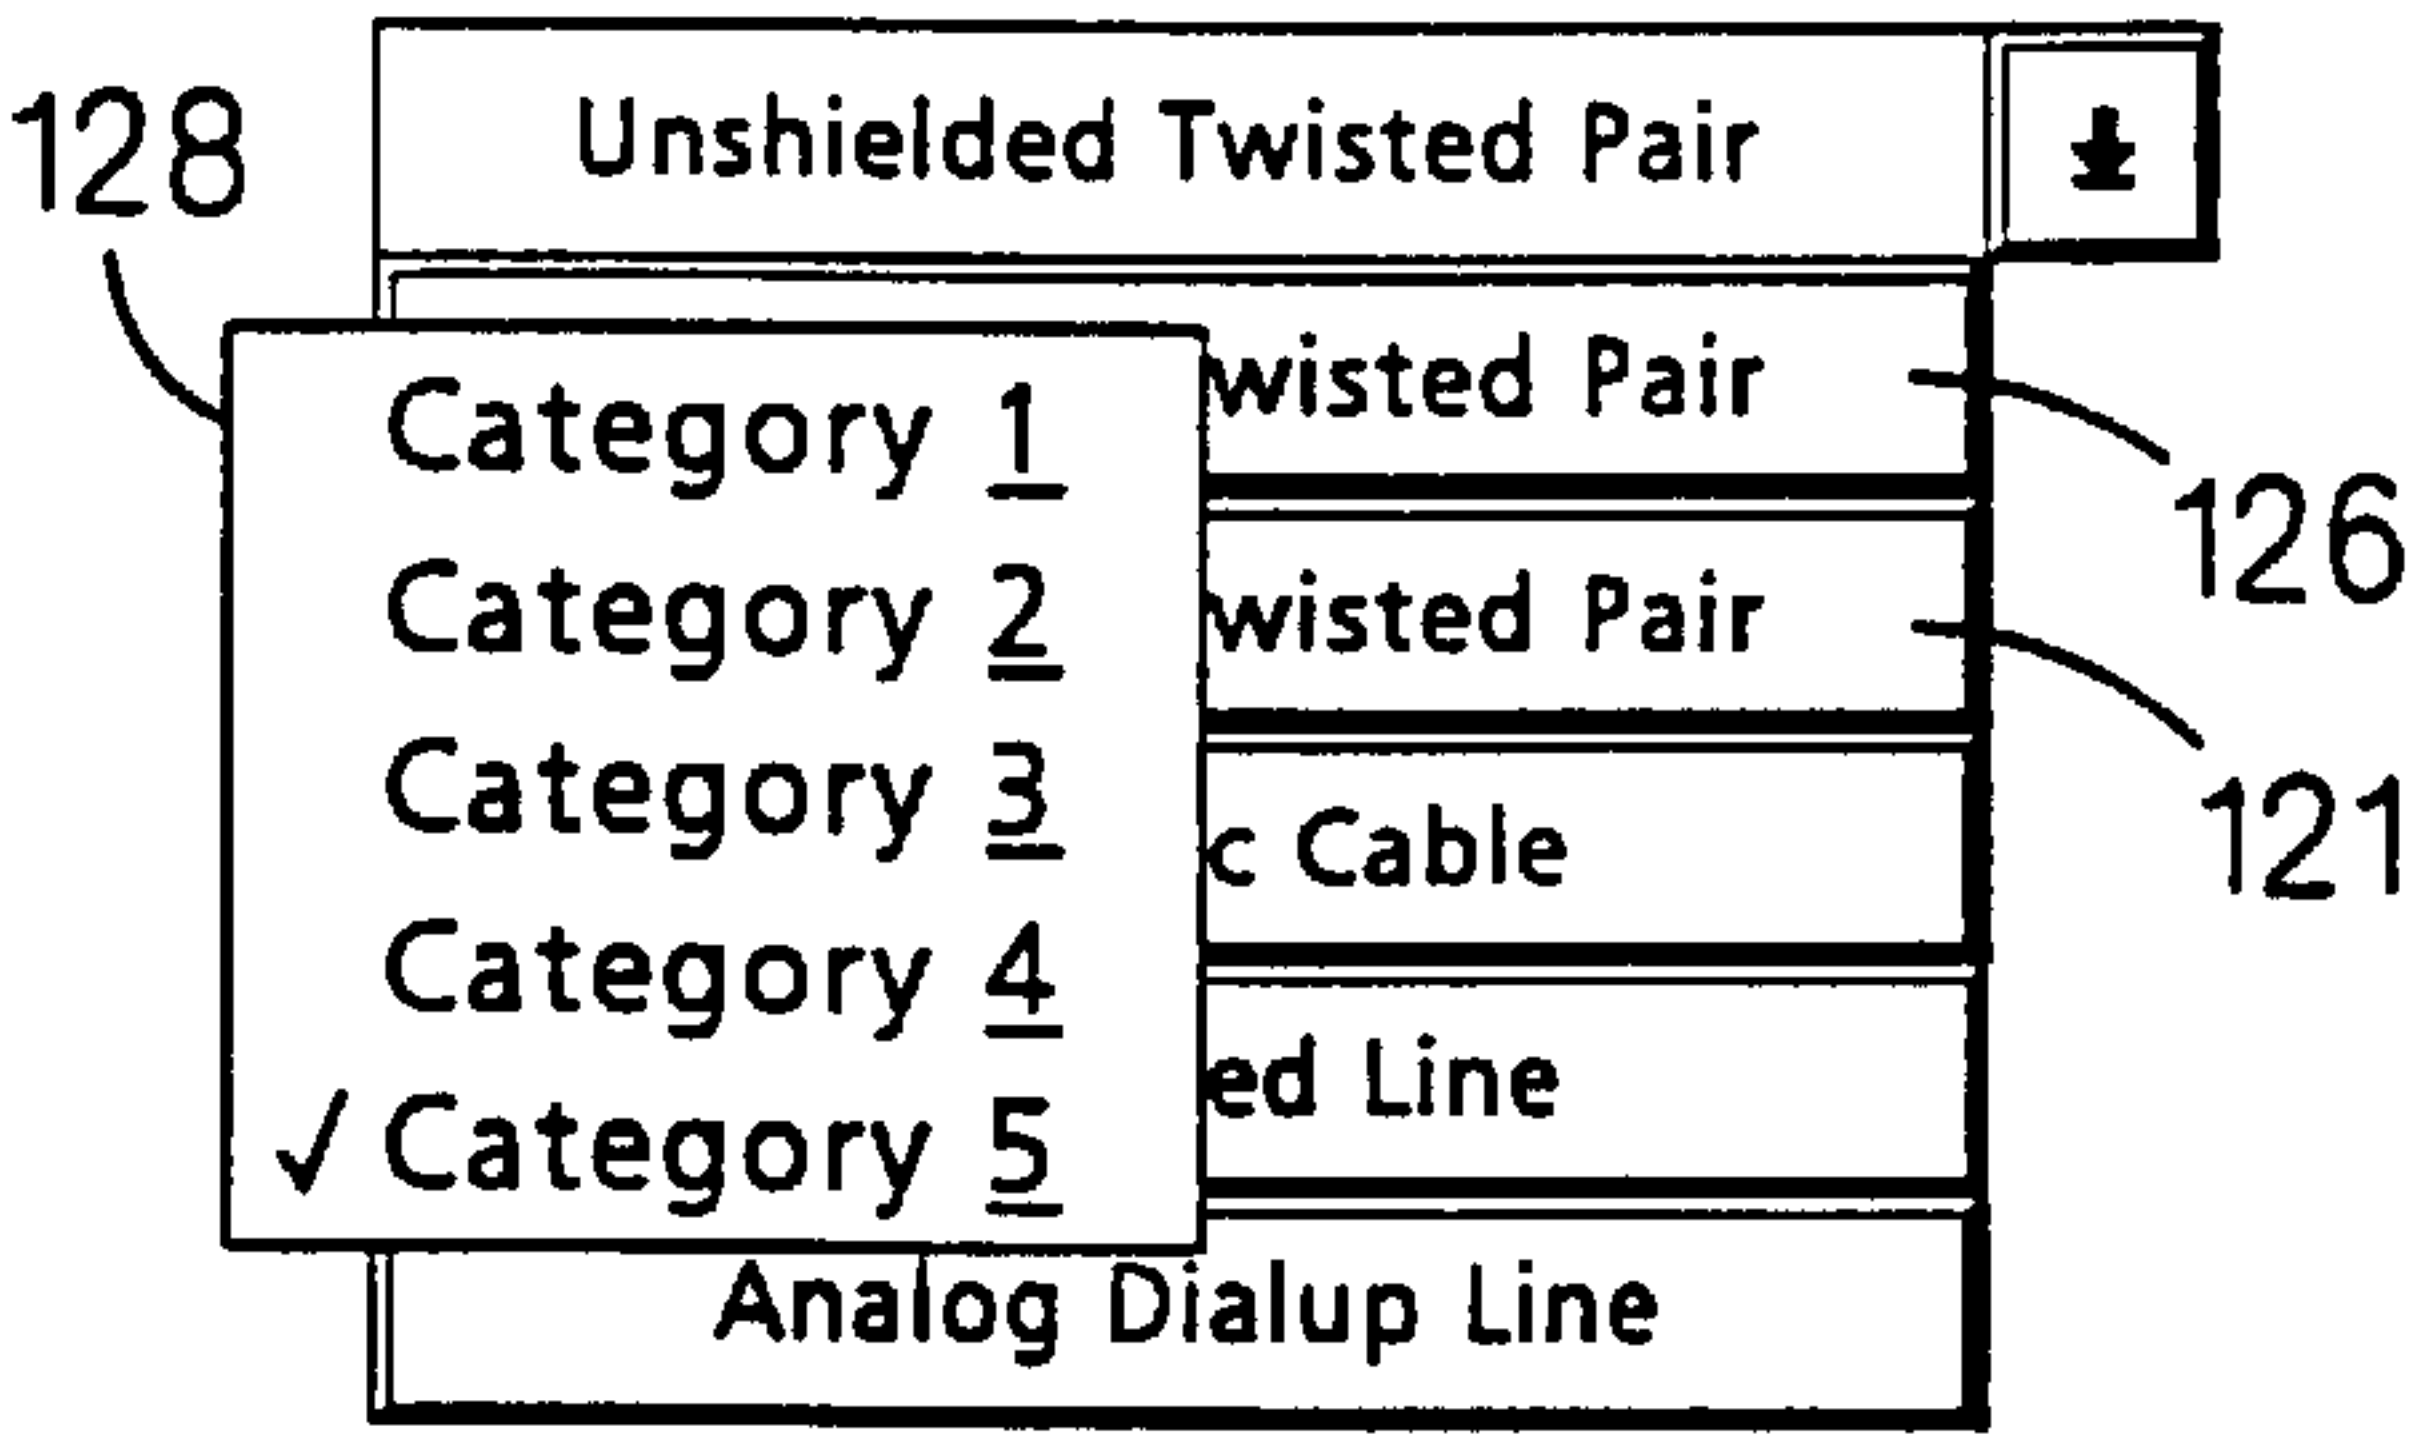 Unshielded Twisted Pair
128
wisted Pair
126
wisted Pair
121
c Cable
ed Line
Analog Dialup Line
Category 1
Category 2
Category 3
Category 4
✓ Category 5